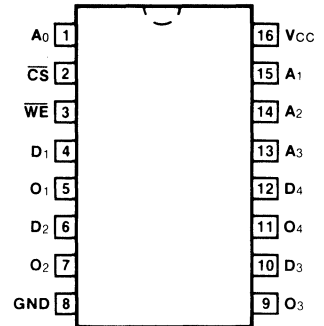 A0 1 16 VCC
CS 2 15 A1
WE 3 14 A2
D1 4 13 A3
O1 5 12 D4
D2 6 11 O4
O2 7 10 D3
GND 8 9 O3